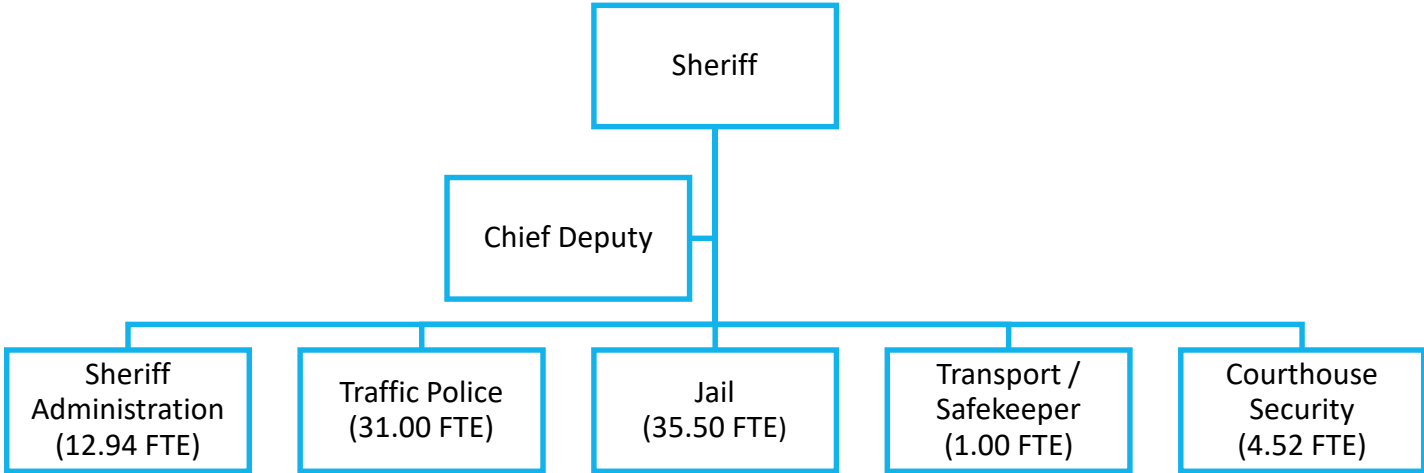 Sheriff
Chief Deputy
Sheriff
Administration
(12.94 FTE)
Traffic Police
(31.00 FTE)
Jail
(35.50 FTE)
Transport /
Safekeeper
(1.00 FTE)
Courthouse
Security
(4.52 FTE)